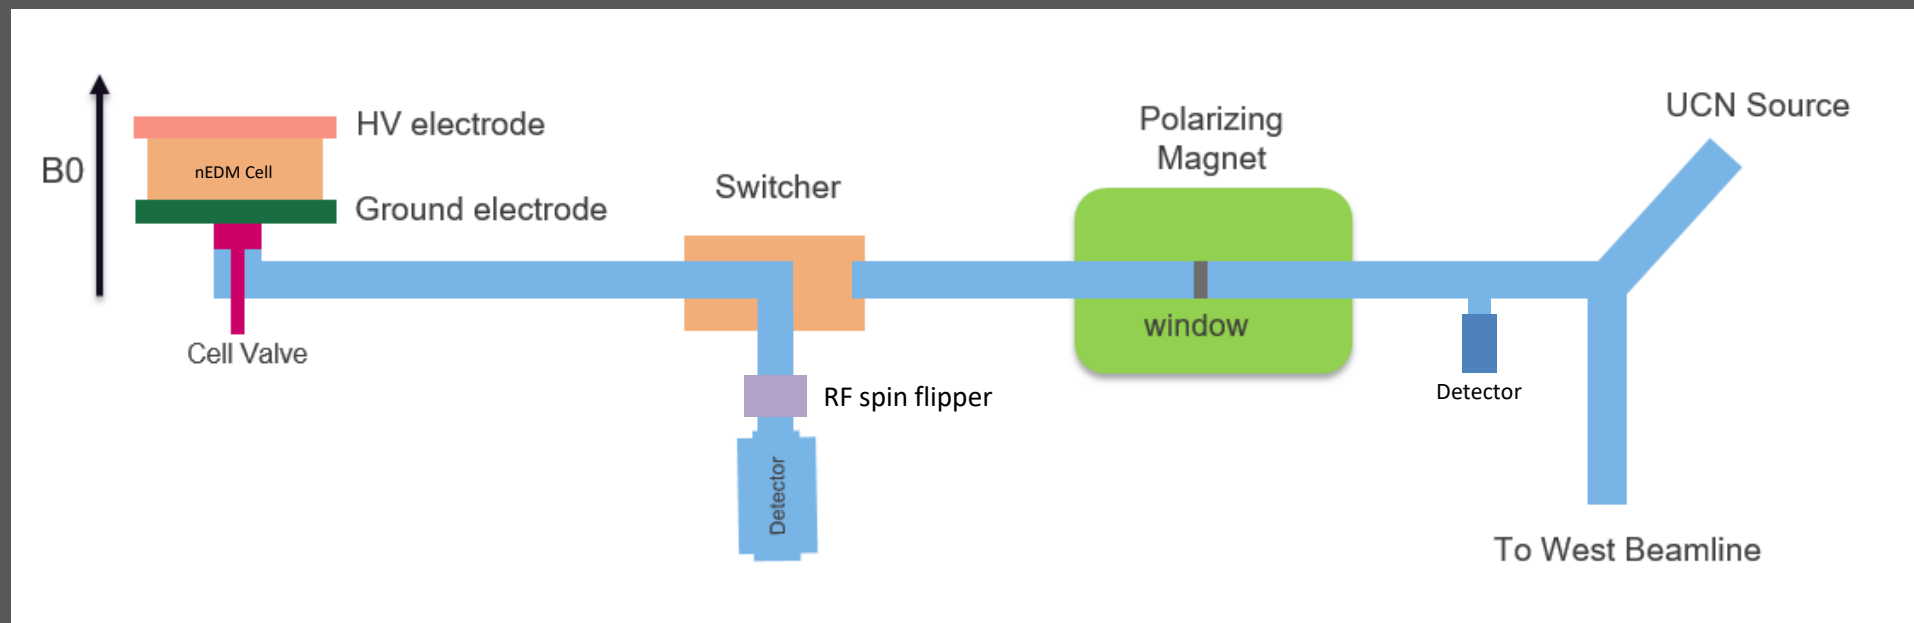 UCN Source
Polarizing
Magnet
HV electrode
B0
nEDM Cell
Switcher
Ground electrode
window
Cell Valve
Detector
RF spin flipper
Detector
To West Beamline